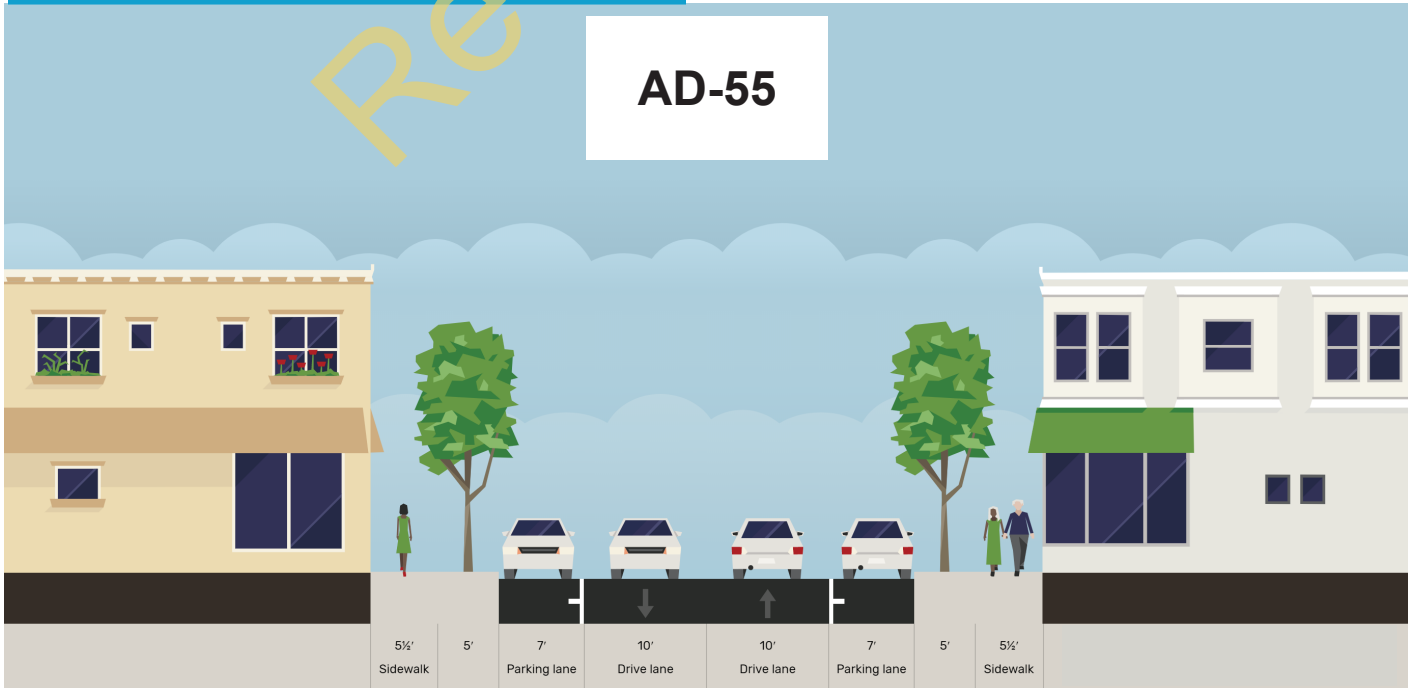 Re
AD-55
5½′ 5′ 7′ 10′ 10′ 7′ 5′ 5½′
Sidewalk Parking lane Drive lane Drive lane Parking lane Sidewalk